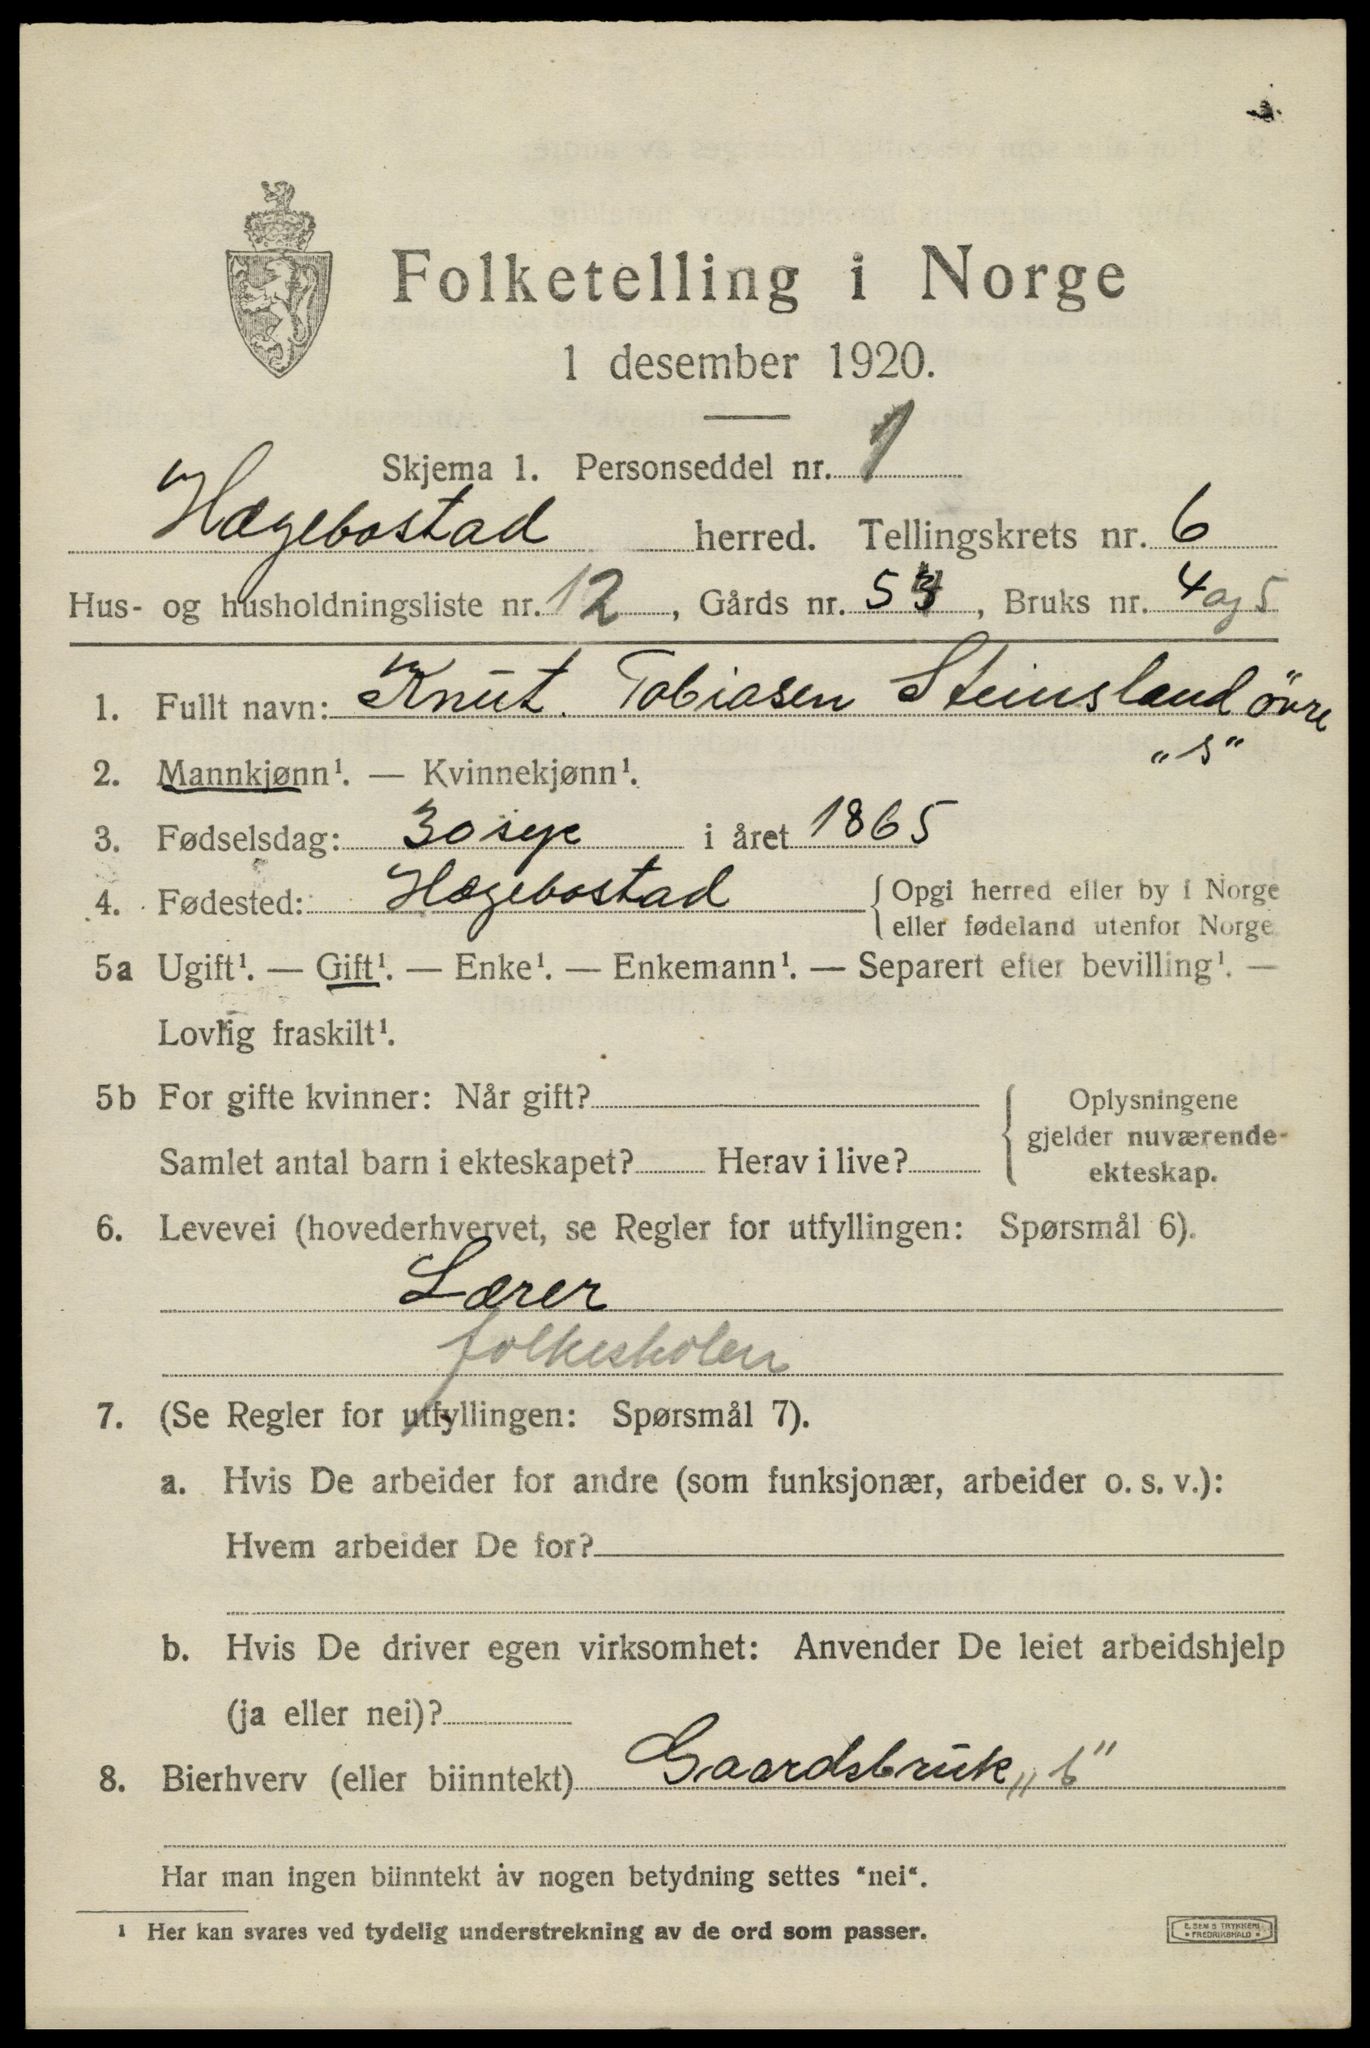 Folketelling i Norge
1 desember 1920.
Skjema 1. Personseddel nr. 1
Hægebostad herred. Tellingskrets nr. 6
Hus- og husholdningsliste nr. 12, Gårds nr. 53, Bruks nr. 4 og 5
1. Fullt navn: Knut. Tobiasen Steinsland övre
"s"
2. Mannkjønn¹. — Kvinnekjønn¹.
3. Fødselsdag: 30 i året 1865
4. Fødested: Hægebostad { Opgi herred eller by i Norge
eller fødeland utenfor Norge
5a Ugift¹. — Gift¹. — Enke¹. — Enkemann¹. — Separert efter bevilling¹. —
Lovlig fraskilt¹.
5b For gifte kvinner: Når gift? { Oplysningene
gjelder nuværende
Samlet antal barn i ekteskapet? Herav i live? ekteskap.
6. Levevei (hovederhvervet, se Regler for utfyllingen: Spørsmål 6).
Lærer
folkeskolen
7. (Se Regler for utfyllingen: Spørsmål 7).
a. Hvis De arbeider for andre (som funksjonær, arbeider o. s. v.):
Hvem arbeider De for?
b. Hvis De driver egen virksomhet: Anvender De leiet arbeidshjelp
(ja eller nei)?
8. Bierhverv (eller biinntekt) Gaardsbruk "b"
Har man ingen biinntekt av nogen betydning settes "nei".
¹ Her kan svares ved tydelig understrekning av de ord som passer.
E. SEM'S TRYKKERI
• FREDRIKSHALD •